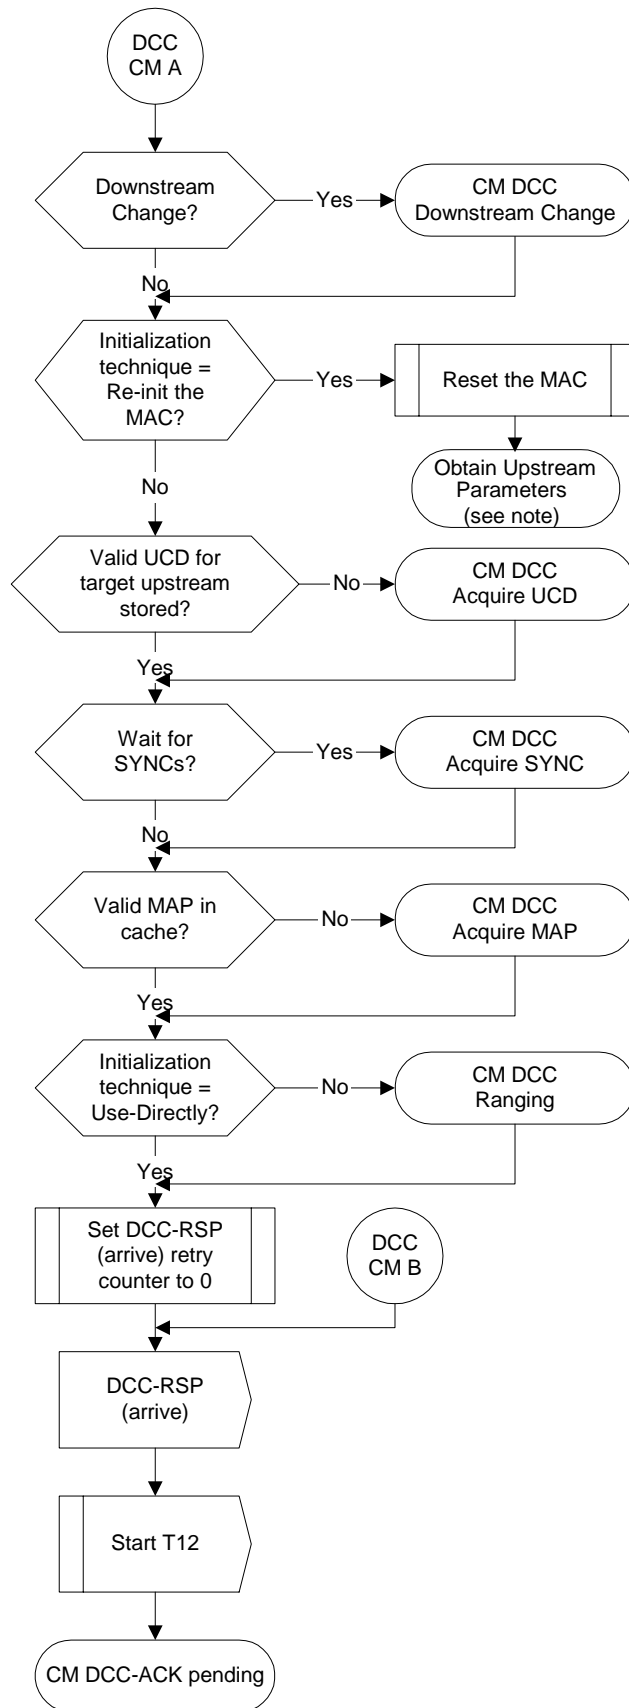 DCC
CM A
Downstream
Change?
Yes
CM DCC
Downstream Change
No
Initialization
technique =
Re-init the
MAC?
Yes
Reset the MAC
No
Obtain Upstream
Parameters
(see note)
Valid UCD for
target upstream
stored?
No
CM DCC
Acquire UCD
Yes
Wait for
SYNCs?
Yes
CM DCC
Acquire SYNC
No
Valid MAP in
cache?
No
CM DCC
Acquire MAP
Yes
Initialization
technique =
Use-Directly?
No
CM DCC
Ranging
Yes
Set DCC-RSP
(arrive) retry
counter to 0
DCC
CM B
DCC-RSP
(arrive)
Start T12
CM DCC-ACK pending